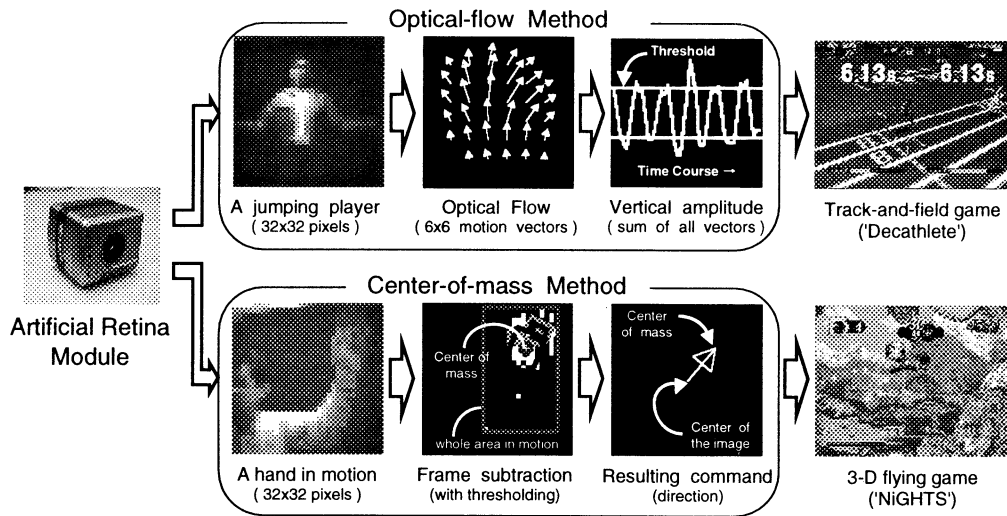 Optical-flow Method
Threshold
Time Course →
6.13s 6.13s
A jumping player
( 32x32 pixels )
Optical Flow
( 6x6 motion vectors )
Vertical amplitude
( sum of all vectors )
Track-and-field game
('Decathlete')
Artificial Retina
Module
Center-of-mass Method
Center of
mass
whole area in motion
Center
of mass
Center of
the image
A hand in motion
( 32x32 pixels )
Frame subtraction
(with thresholding)
Resulting command
(direction)
3-D flying game
('NiGHTS')